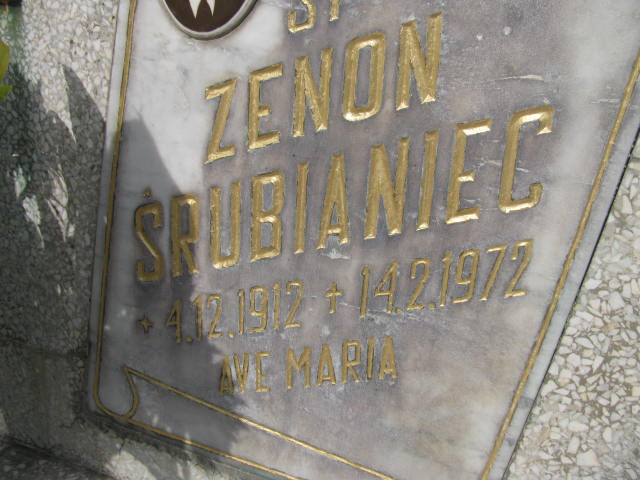 ZENON
ŚRUBIANIEC
* 4.12.1912 + 14.2.1972
AVE MARIA